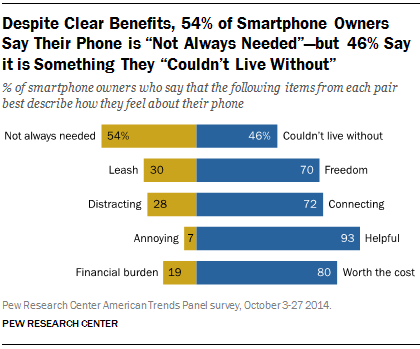 Despite Clear Benefits, 54% of Smartphone Owners
Say Their Phone is “Not Always Needed”—but 46% Say
it is Something They “Couldn’t Live Without”
% of smartphone owners who say that the following items from each pair
best describe how they feel about their phone
Not always needed 54% 46% Couldn’t live without
Leash 30 70 Freedom
Distracting 28 72 Connecting
Annoying 7 93 Helpful
Financial burden 19 80 Worth the cost
Pew Research Center American Trends Panel survey, October 3-27 2014.
PEW RESEARCH CENTER